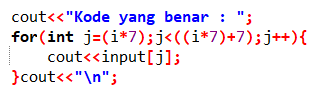 cout<<"Kode yang benar : ";
for(int j=(i*7);j<((i*7)+7);j++){
cout<<input[j];
}cout<<"\n";